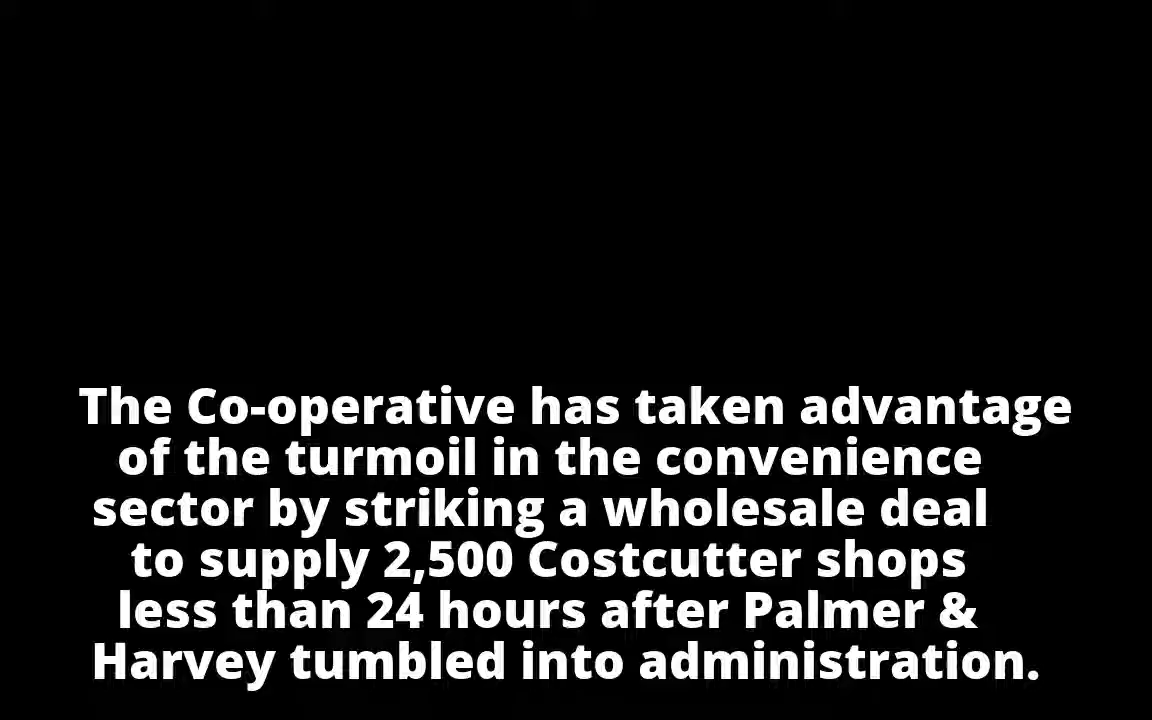 The Co-operative has taken advantage
of the turmoil in the convenience
sector by striking a wholesale deal
to supply 2,500 Costcutter shops
less than 24 hours after Palmer &
Harvey tumbled into administration.